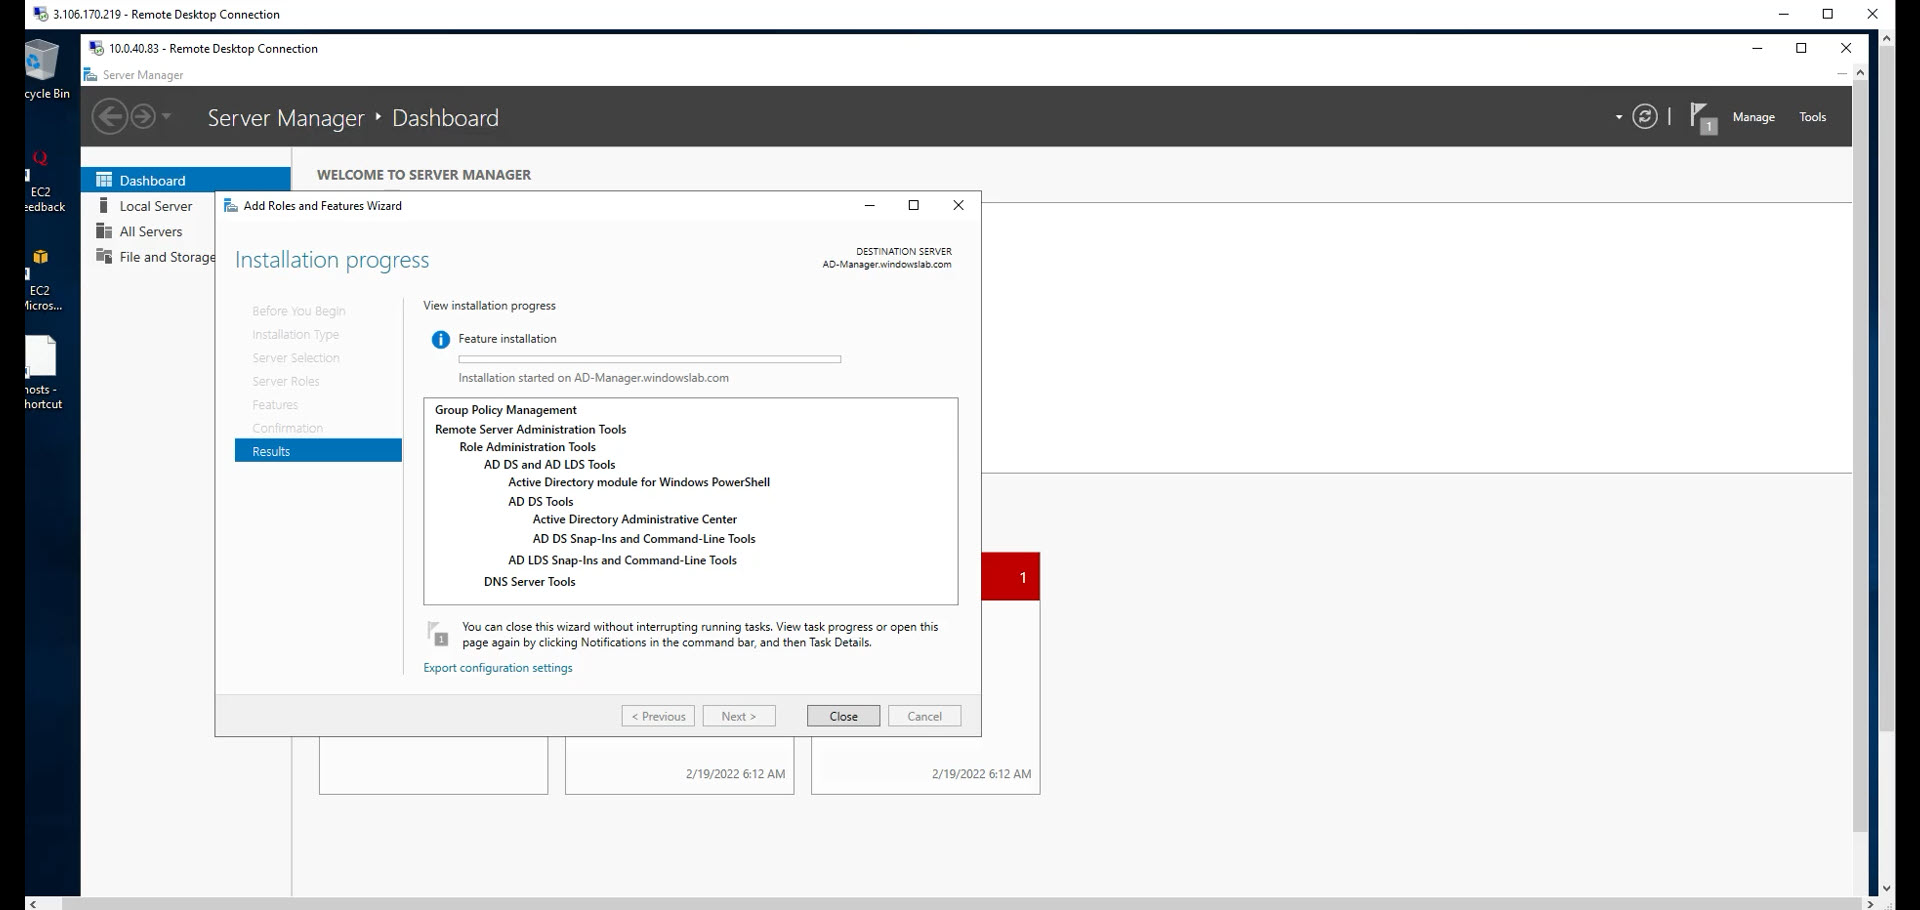 3.106.170.219 - Remote Desktop Connection
10.0.40.83 - Remote Desktop Connection
Server Manager
Server Manager
Dashboard
1
Manage
Tools
cycle Bin
EC2
eedback
EC2
Micros...
hosts -
hortcut
Dashboard
Local Server
All Servers
File and Storage
WELCOME TO SERVER MANAGER
Add Roles and Features Wizard
Installation progress
DESTINATION SERVER
AD-Manager.windowslab.com
Before You Begin
Installation Type
Server Selection
Server Roles
Features
Confirmation
Results
View installation progress
Feature installation
Installation started on AD-Manager.windowslab.com
Group Policy Management
Remote Server Administration Tools
Role Administration Tools
AD DS and AD LDS Tools
Active Directory module for Windows PowerShell
AD DS Tools
Active Directory Administrative Center
AD DS Snap-Ins and Command-Line Tools
AD LDS Snap-Ins and Command-Line Tools
DNS Server Tools
1
You can close this wizard without interrupting running tasks. View task progress or open this
page again by clicking Notifications in the command bar, and then Task Details.
Export configuration settings
< Previous
Next >
Close
Cancel
1
2/19/2022 6:12 AM
2/19/2022 6:12 AM